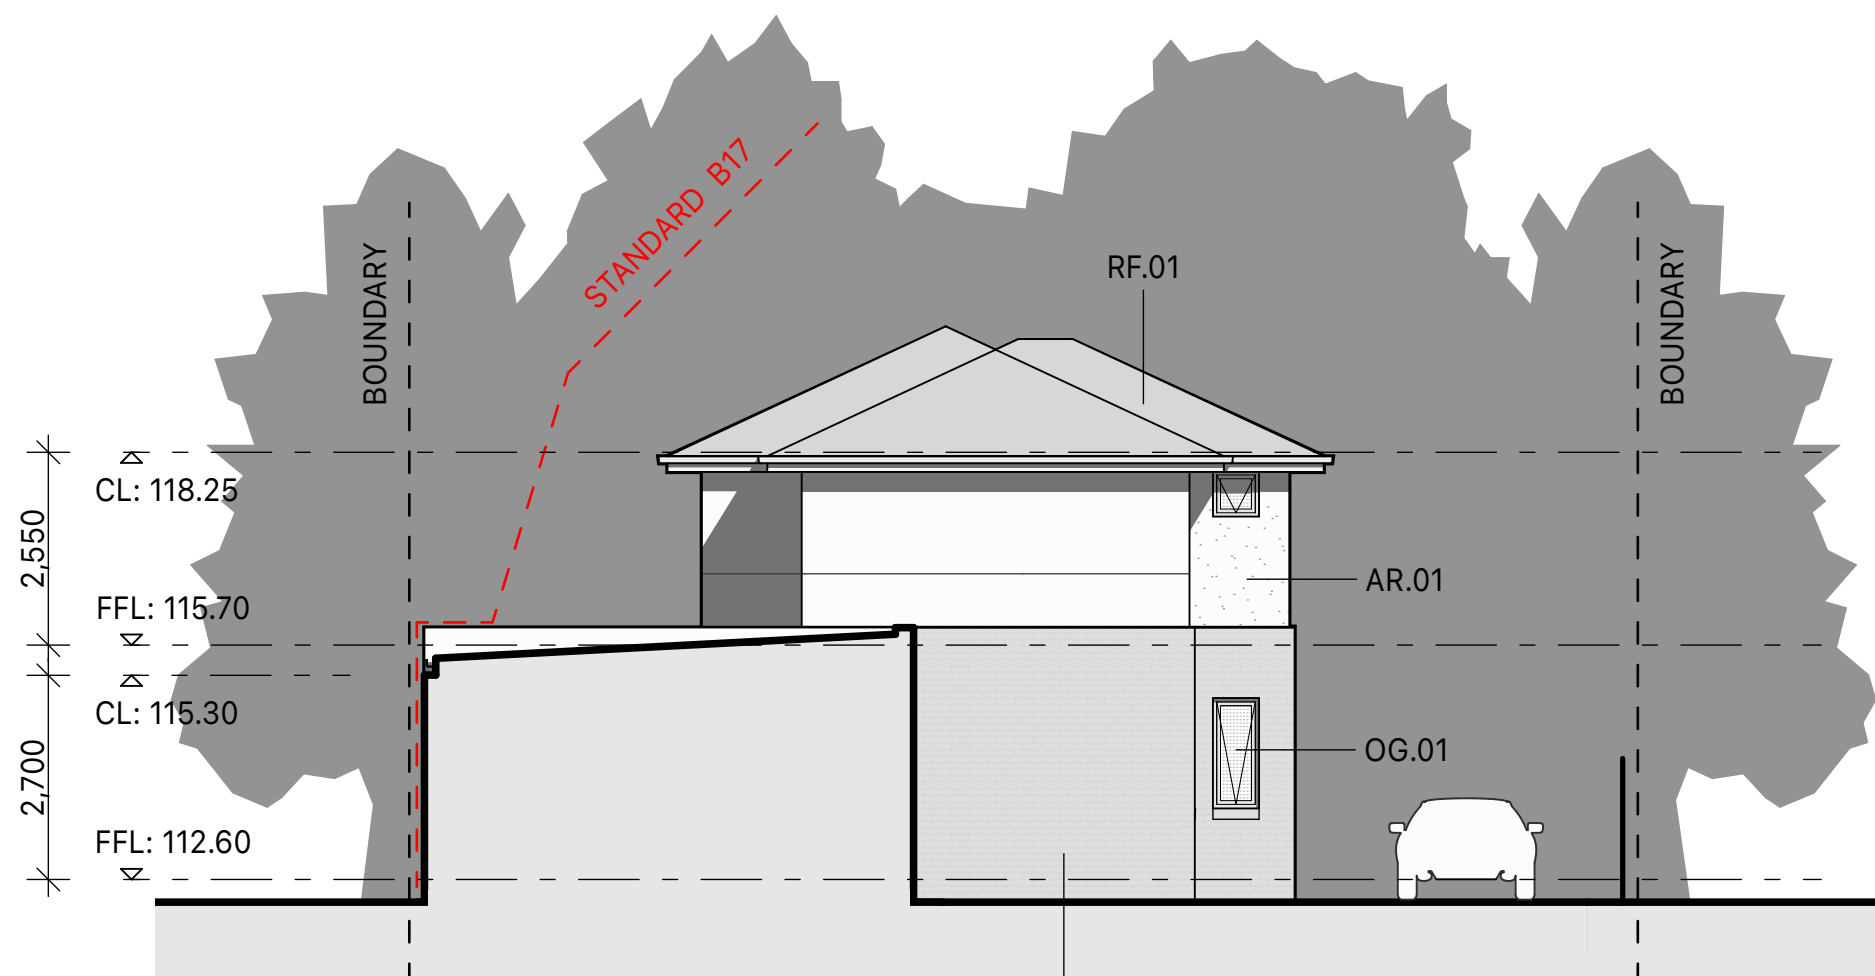 STANDARD B17
BOUNDARY
RF.01
BOUNDARY
CL: 118.25
2,550
AR.01
FFL: 115.70
CL: 115.30
OG.01
2,700
FFL: 112.60